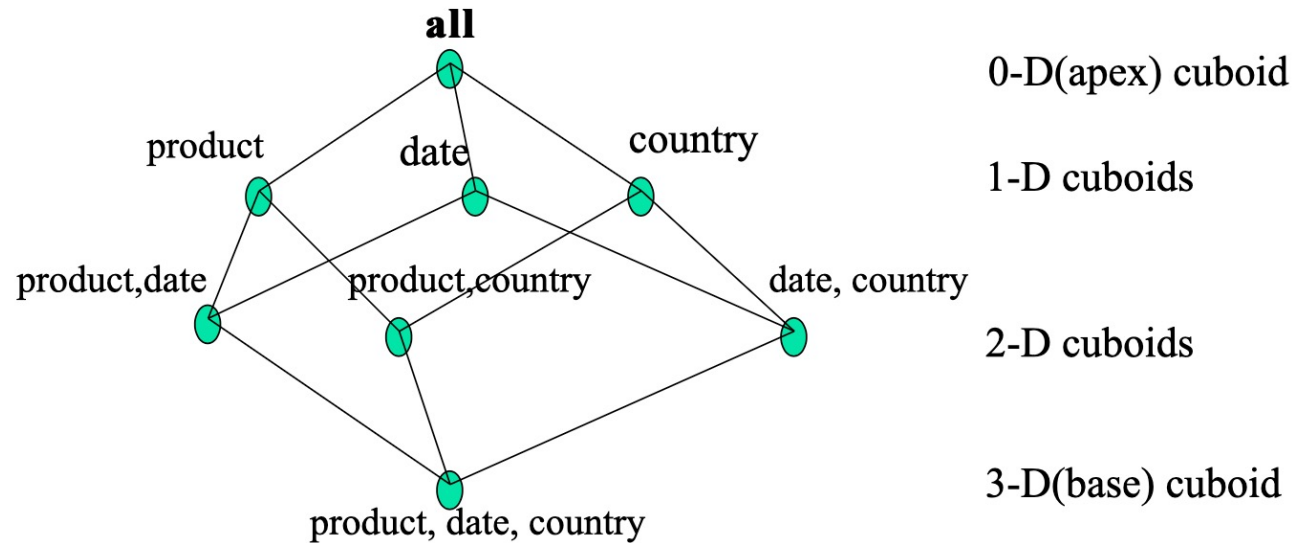 all
0-D(apex) cuboid
product
date
country
1-D cuboids
product,date
product,country
date, country
2-D cuboids
3-D(base) cuboid
product, date, country